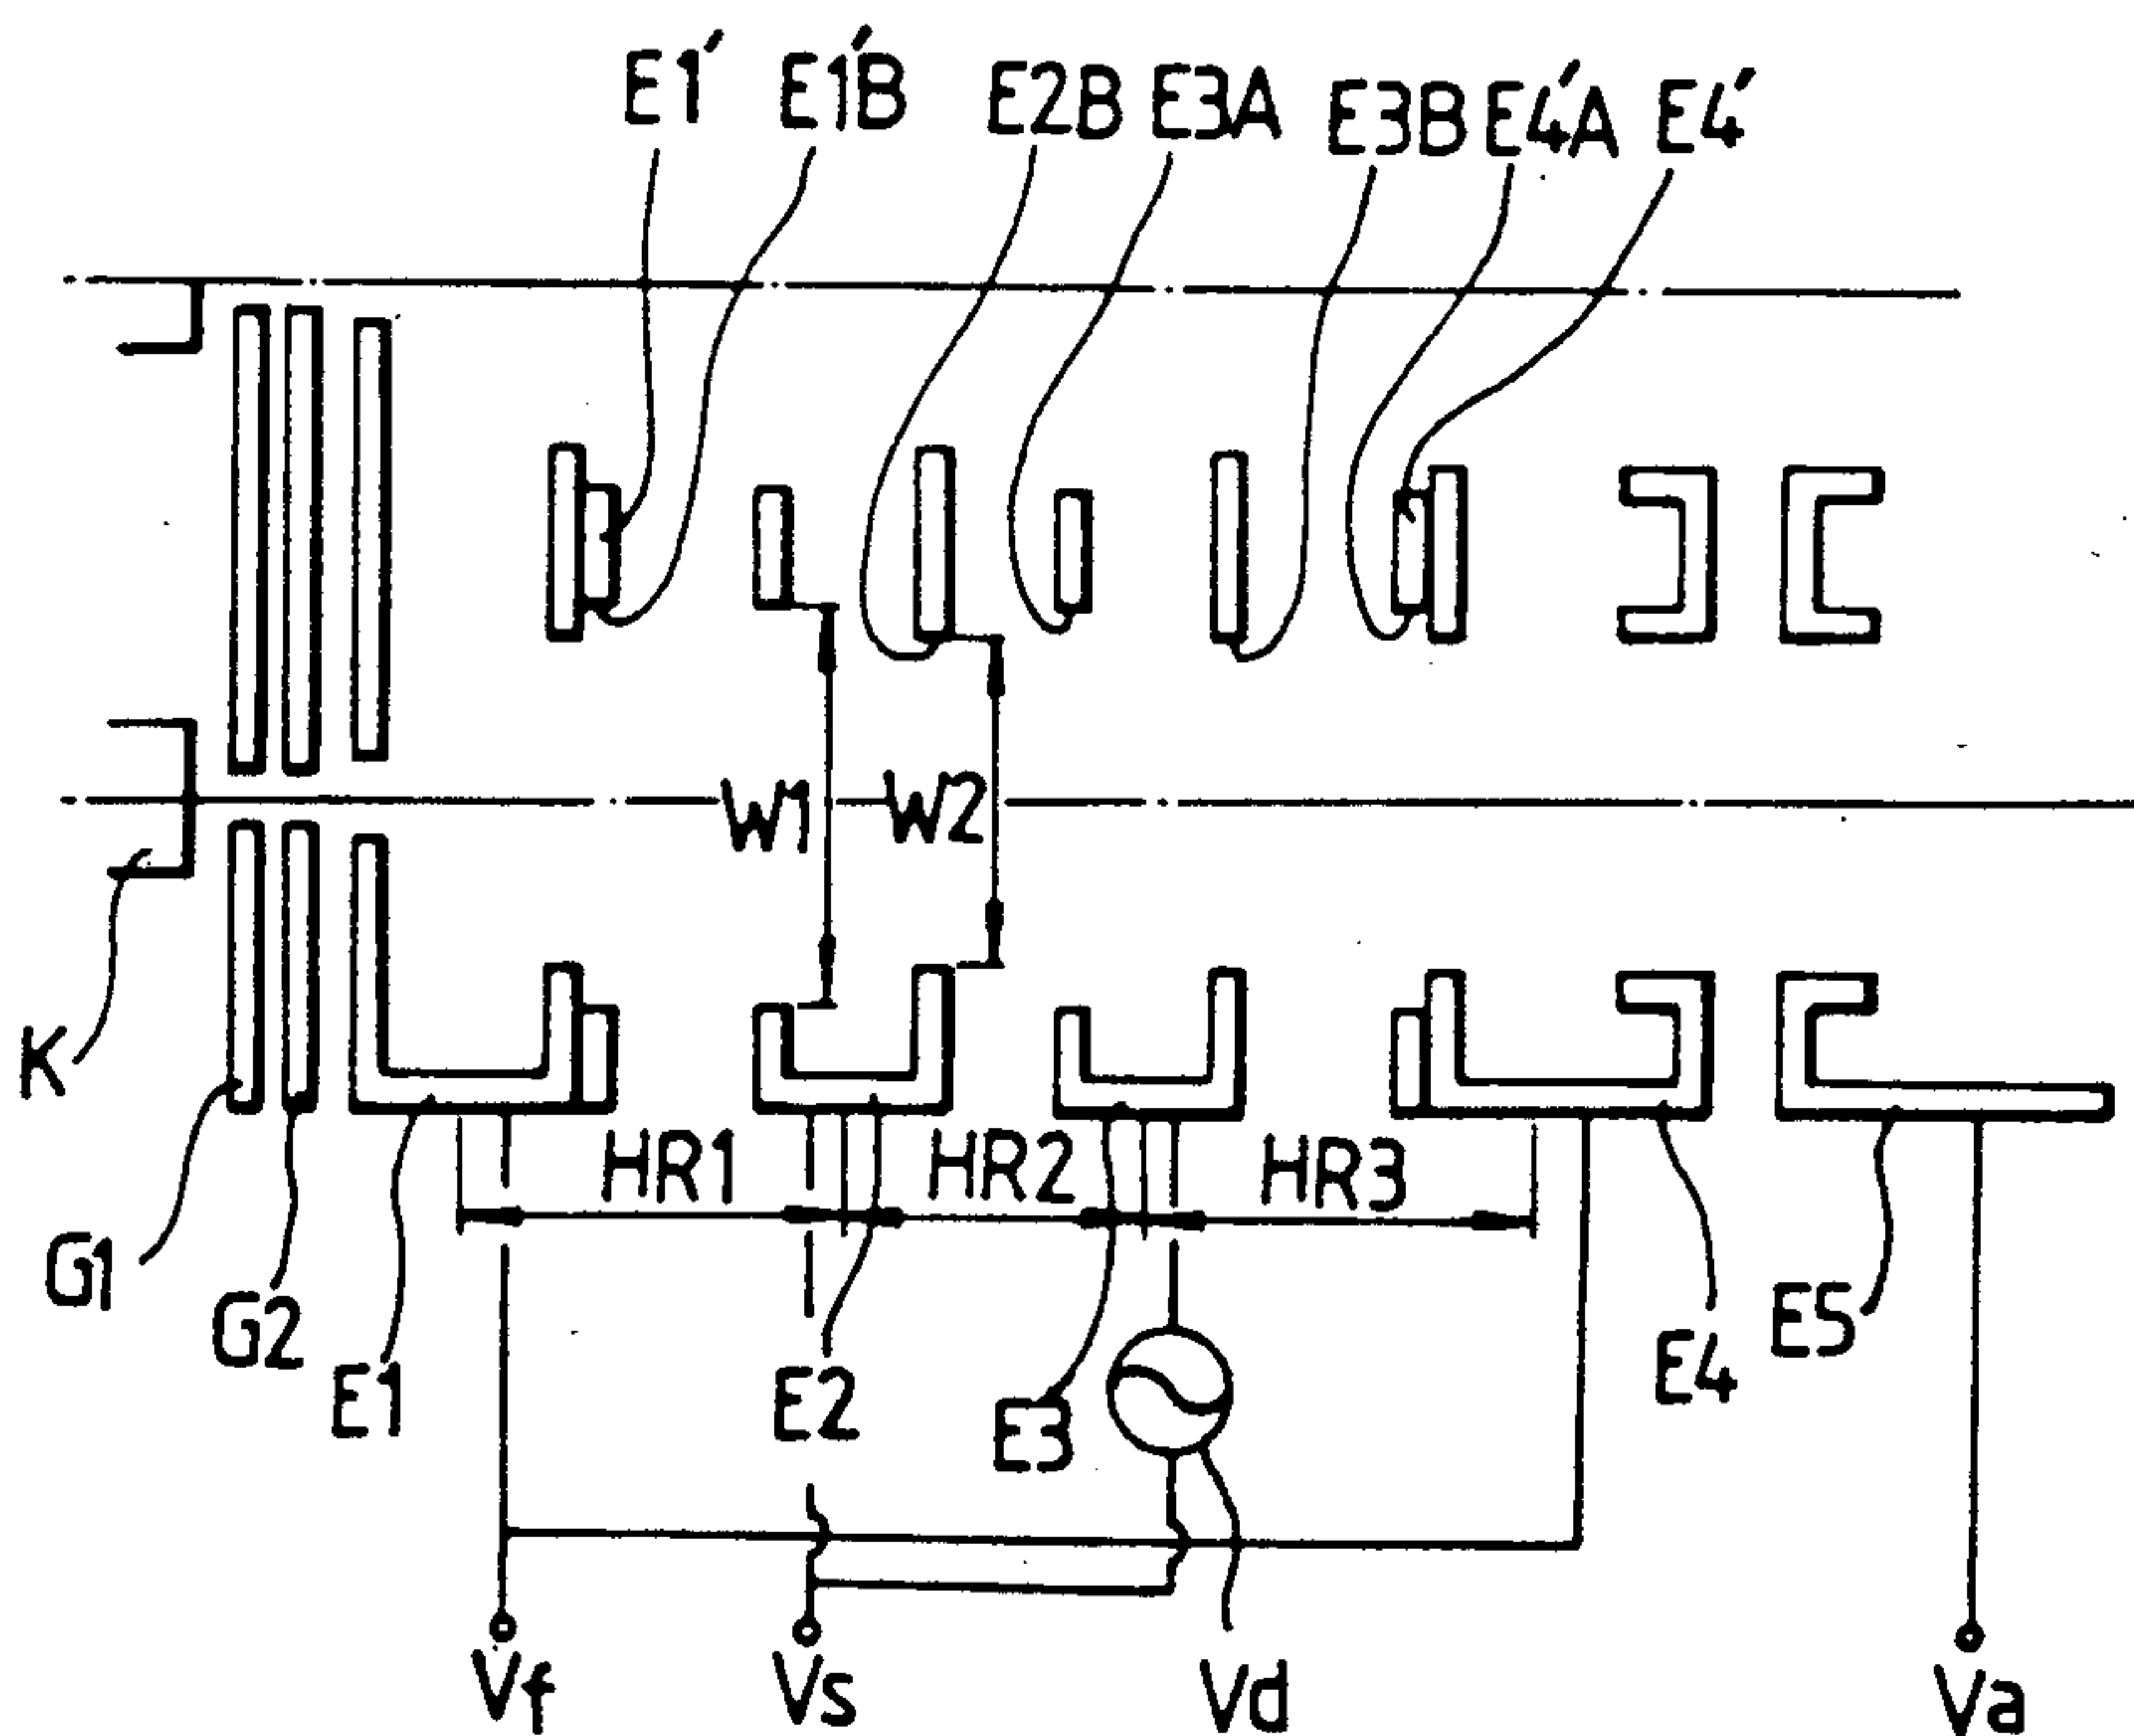 E1′ E1′B E2B E3A E3B E4′A E4′
W1 W2
K
HR1 HR2 HR3
G1 G2 E1 E2 E3 E4 E5
Vf Vs Vd Va